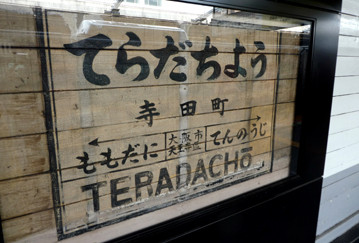 てらだちよう
寺田町
ももだに
大阪市
天王寺区
てんのうじ
TERADACHŌ